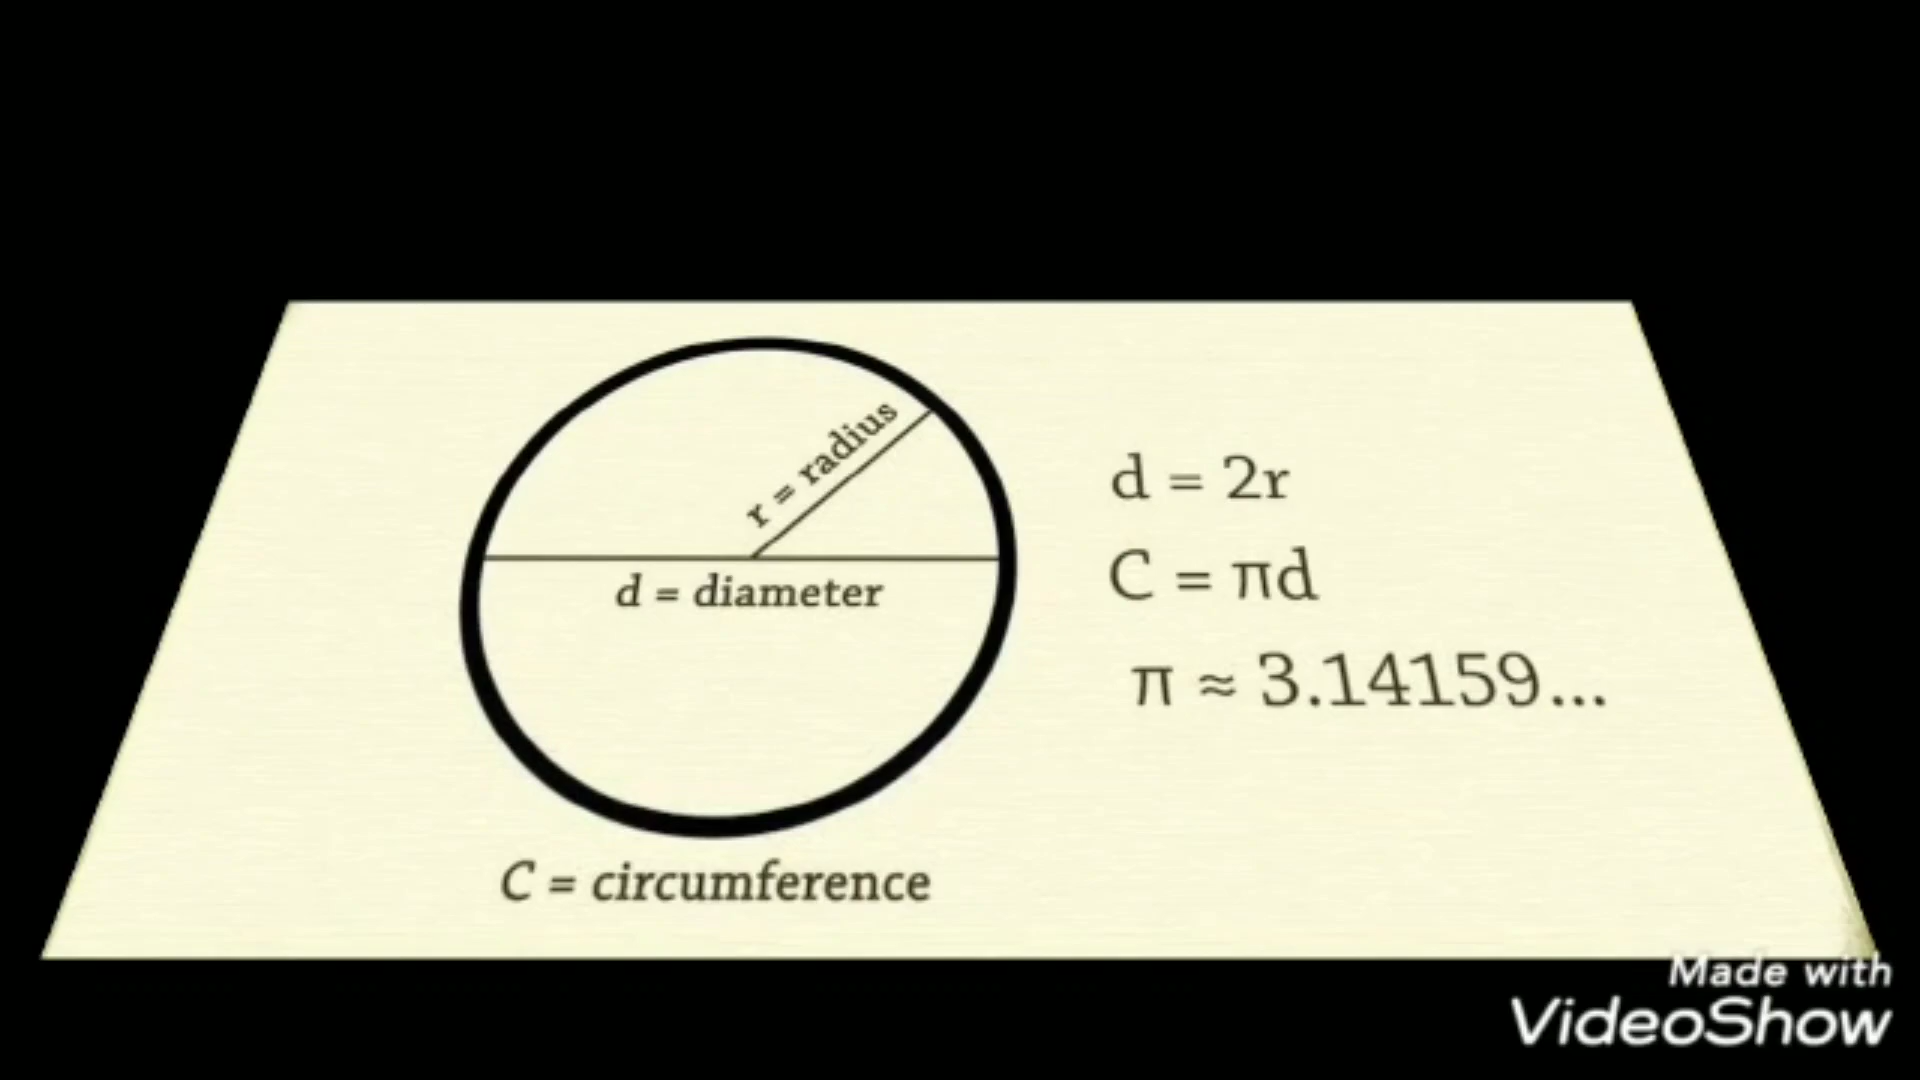 r = radius
d = diameter
C = circumference
d = 2r
C = πd
π ≈ 3.14159...
Made with
VideoShow